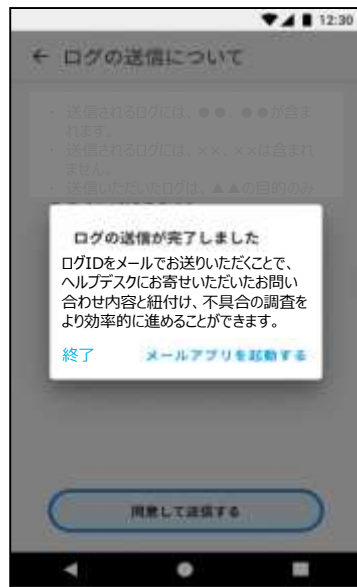 12:30
← ログの送信について
・ 送信されるログには、●●、●●が含ま
れます。
・ 送信されるログには、××、××は含まれ
ません。
・ 送信いただいたログは、▲▲の目的のみ
ログの送信が完了しました
ログIDをメールでお送りいただくことで、
ヘルプデスクにお寄せいただいたお問い
合わせ内容と紐付け、不具合の調査を
より効率的に進めることができます。
終了 メールアプリを起動する
同意して送信する